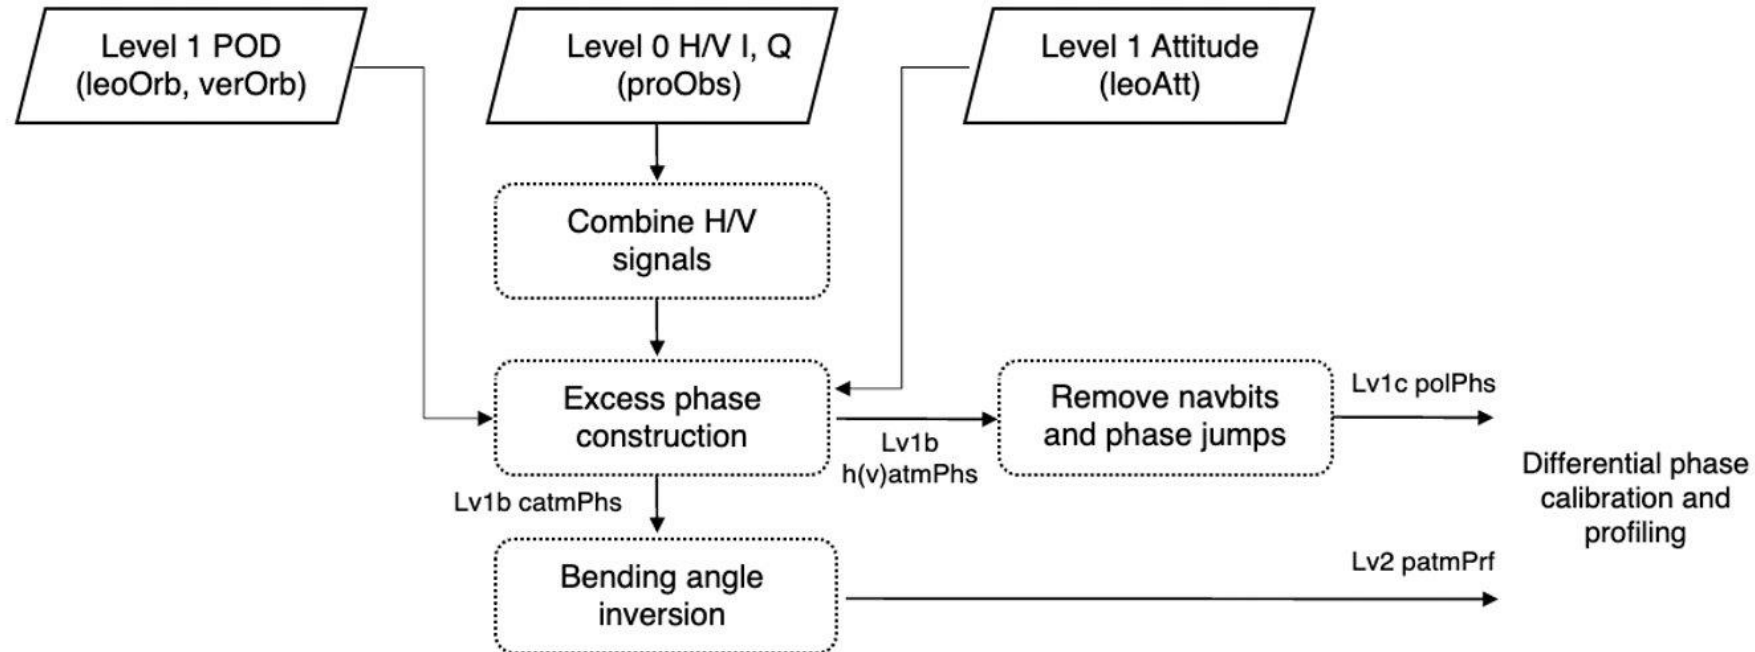 Level 1 POD
(leoOrb, verOrb)
Level 0 H/V I, Q
(proObs)
Level 1 Attitude
(leoAtt)
Combine H/V
signals
Excess phase
construction
Lv1b
h(v)atmPhs
Remove navbits
and phase jumps
Lv1c polPhs
Lv1b catmPhs
Bending angle
inversion
Lv2 patmPrf
Differential phase
calibration and
profiling